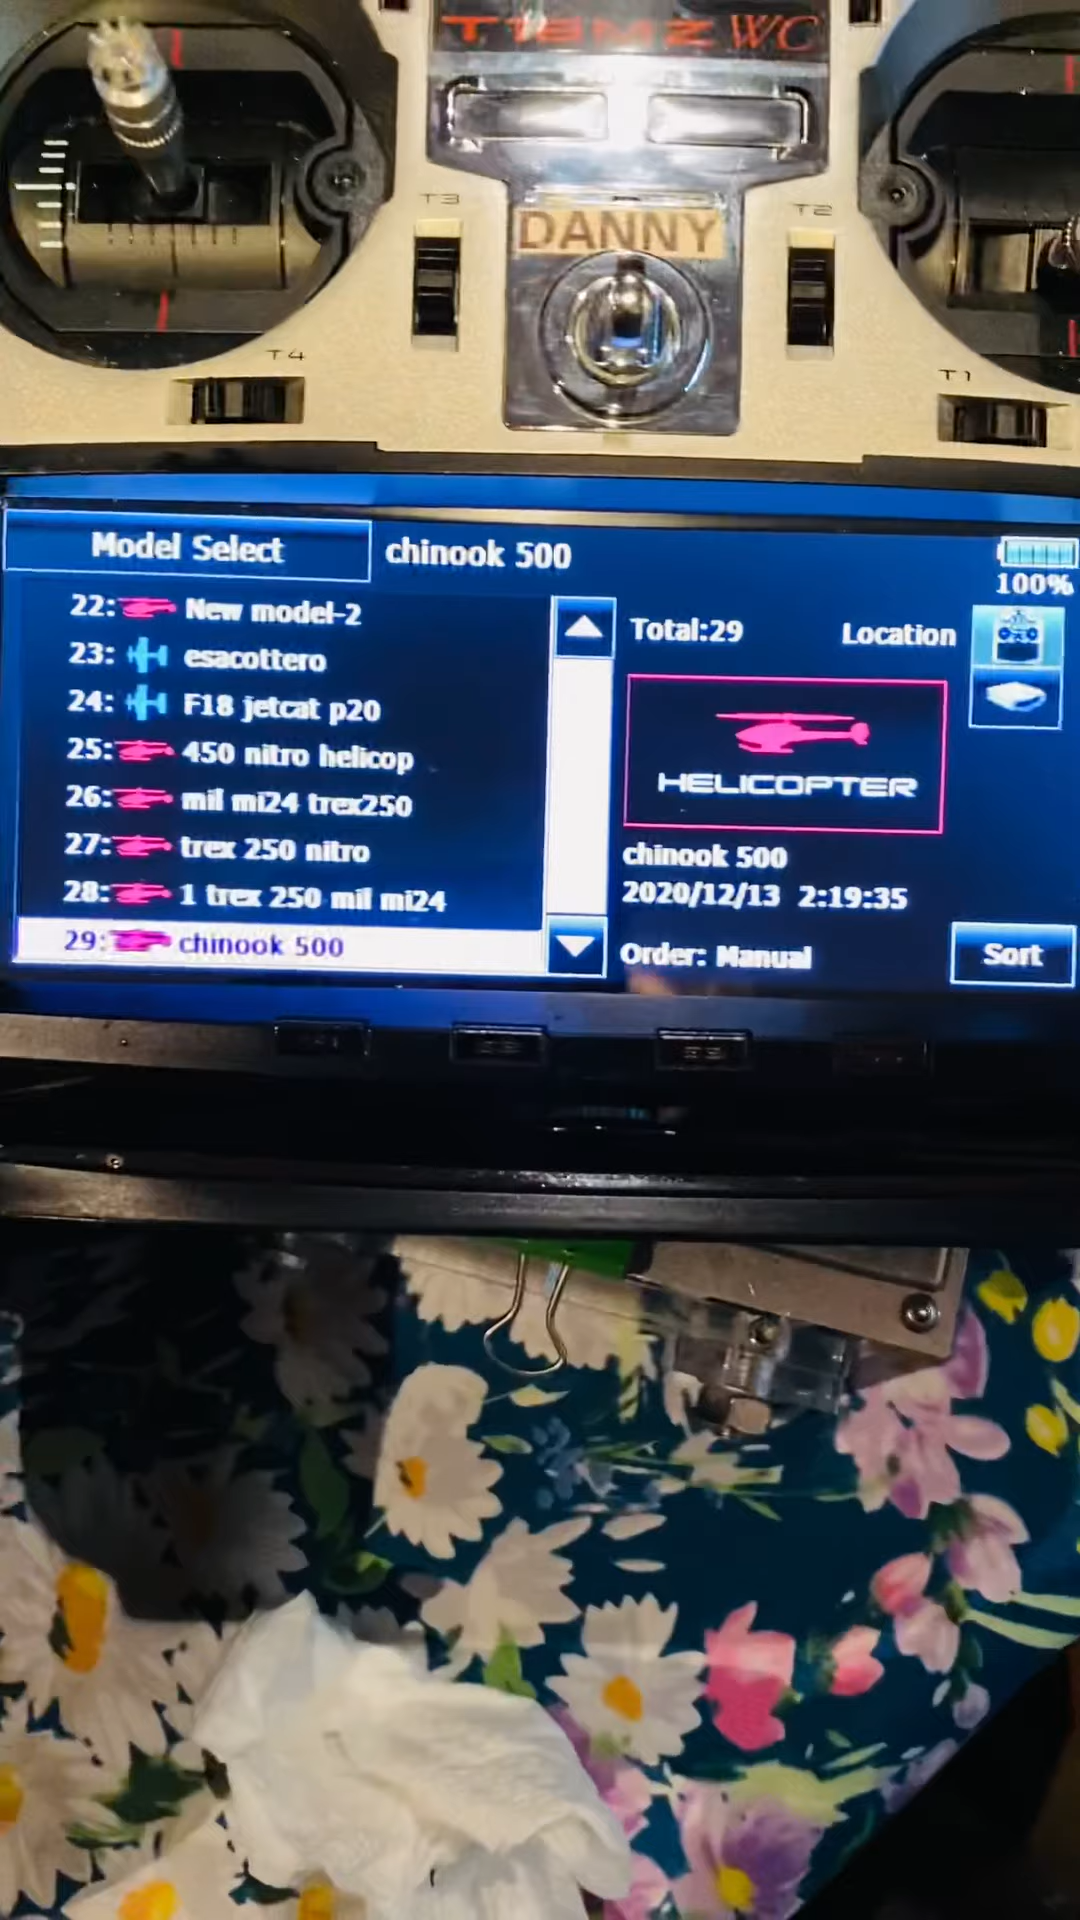 T18MZ WC
T3
T2
DANNY
T4
T1
Model Select
chinook 500
100%
22: New model-2
23: esacottero
24: F18 jetcat p20
25: 450 nitro helicop
26: mil mi24 trex250
27: trex 250 nitro
28: 1 trex 250 mil mi24
29: chinook 500
Total:29
Location
HELICOPTER
chinook 500
2020/12/13 2:19:35
Order: Manual
Sort